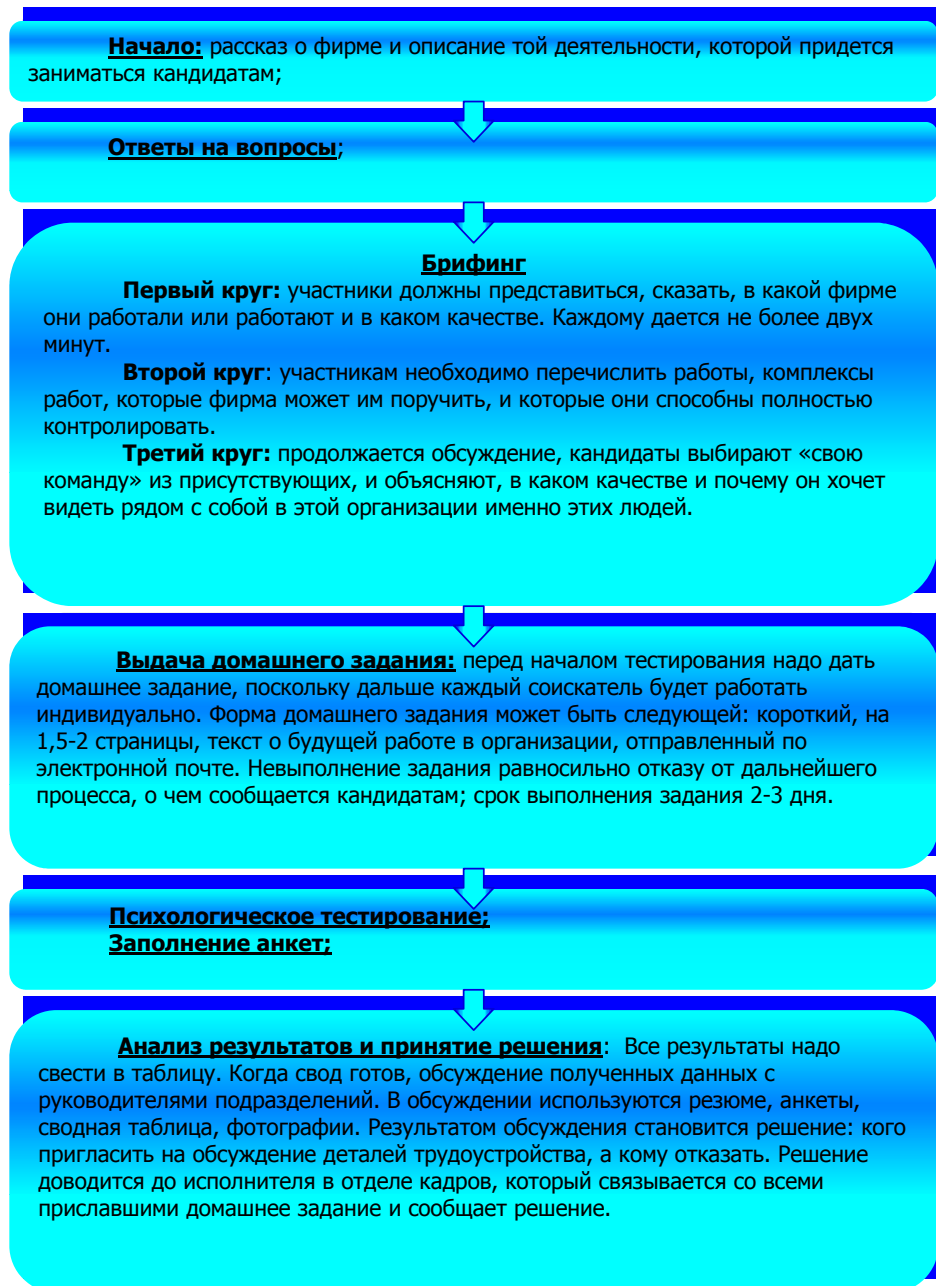 Начало: рассказ о фирме и описание той деятельности, которой придется
заниматься кандидатам;
Ответы на вопросы;
Брифинг
Первый круг: участники должны представиться, сказать, в какой фирме
они работали или работают и в каком качестве. Каждому дается не более двух
минут.
Второй круг: участникам необходимо перечислить работы, комплексы
работ, которые фирма может им поручить, и которые они способны полностью
контролировать.
Третий круг: продолжается обсуждение, кандидаты выбирают «свою
команду» из присутствующих, и объясняют, в каком качестве и почему он хочет
видеть рядом с собой в этой организации именно этих людей.
Выдача домашнего задания: перед началом тестирования надо дать
домашнее задание, поскольку дальше каждый соискатель будет работать
индивидуально. Форма домашнего задания может быть следующей: короткий, на
1,5-2 страницы, текст о будущей работе в организации, отправленный по
электронной почте. Невыполнение задания равносильно отказу от дальнейшего
процесса, о чем сообщается кандидатам; срок выполнения задания 2-3 дня.
Психологическое тестирование;
Заполнение анкет;
Анализ результатов и принятие решения: Все результаты надо
свести в таблицу. Когда свод готов, обсуждение полученных данных с
руководителями подразделений. В обсуждении используются резюме, анкеты,
сводная таблица, фотографии. Результатом обсуждения становится решение: кого
пригласить на обсуждение деталей трудоустройства, а кому отказать. Решение
доводится до исполнителя в отделе кадров, который связывается со всеми
приславшими домашнее задание и сообщает решение.